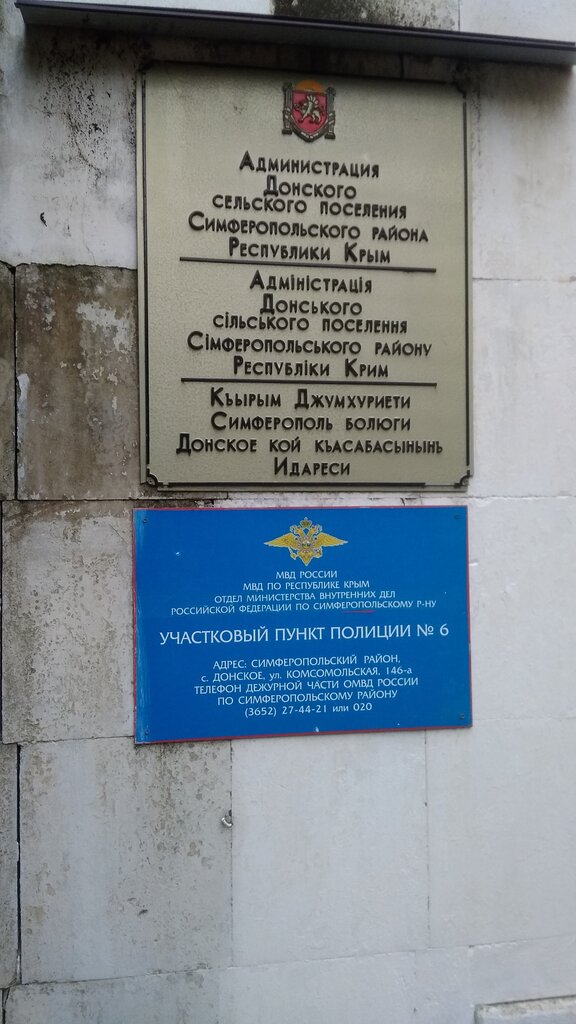 Администрация
Донского
сельского поселения
Симферопольского района
Республики Крым
Адміністрація
Донського
сільського поселення
Сімферопольського району
Республіки Крим
Къырым Джумхуриети
Симферополь болюги
Донское кой къасабасынынъ
Идареси
МВД РОССИИ
МВД ПО РЕСПУБЛИКЕ КРЫМ
ОТДЕЛ МИНИСТЕРСТВА ВНУТРЕННИХ ДЕЛ
РОССИЙСКОЙ ФЕДЕРАЦИИ ПО СИМФЕРОПОЛЬСКОМУ Р-НУ
УЧАСТКОВЫЙ ПУНКТ ПОЛИЦИИ № 6
АДРЕС: СИМФЕРОПОЛЬСКИЙ РАЙОН,
с. ДОНСКОЕ, ул. КОМСОМОЛЬСКАЯ, 146-а
ТЕЛЕФОН ДЕЖУРНОЙ ЧАСТИ ОМВД РОССИИ
ПО СИМФЕРОПОЛЬСКОМУ РАЙОНУ
(3652) 27-44-21 или 020